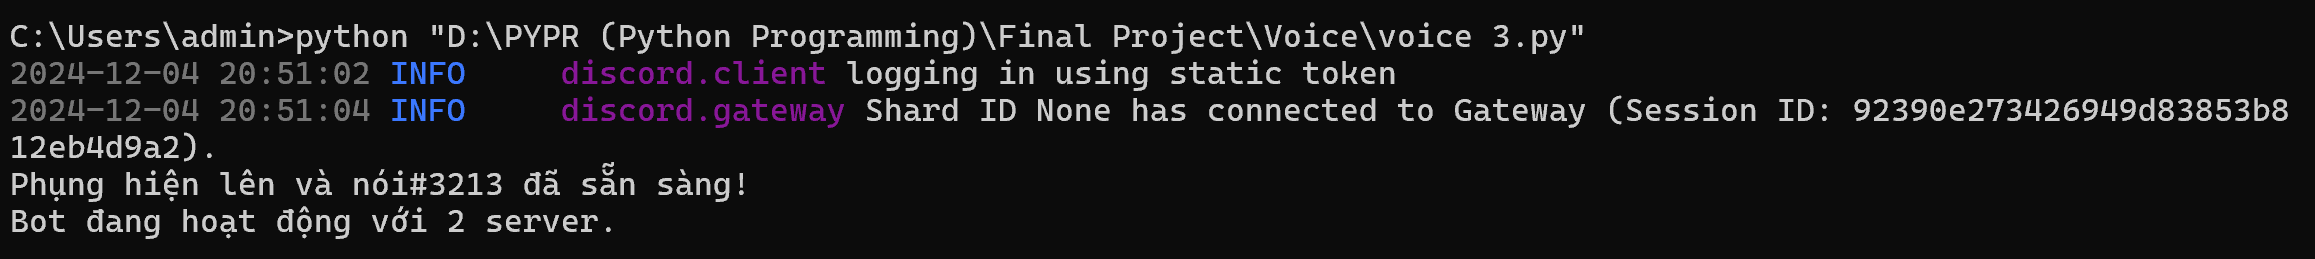 C:\Users\admin>python "D:\PYPR (Python Programming)\Final Project\Voice\voice 3.py"
2024-12-04 20:51:02 INFO     discord.client logging in using static token
2024-12-04 20:51:04 INFO     discord.gateway Shard ID None has connected to Gateway (Session ID: 92390e273426949d83853b8
12eb4d9a2).
Phụng hiện lên và nói#3213 đã sẵn sàng!
Bot đang hoạt động với 2 server.